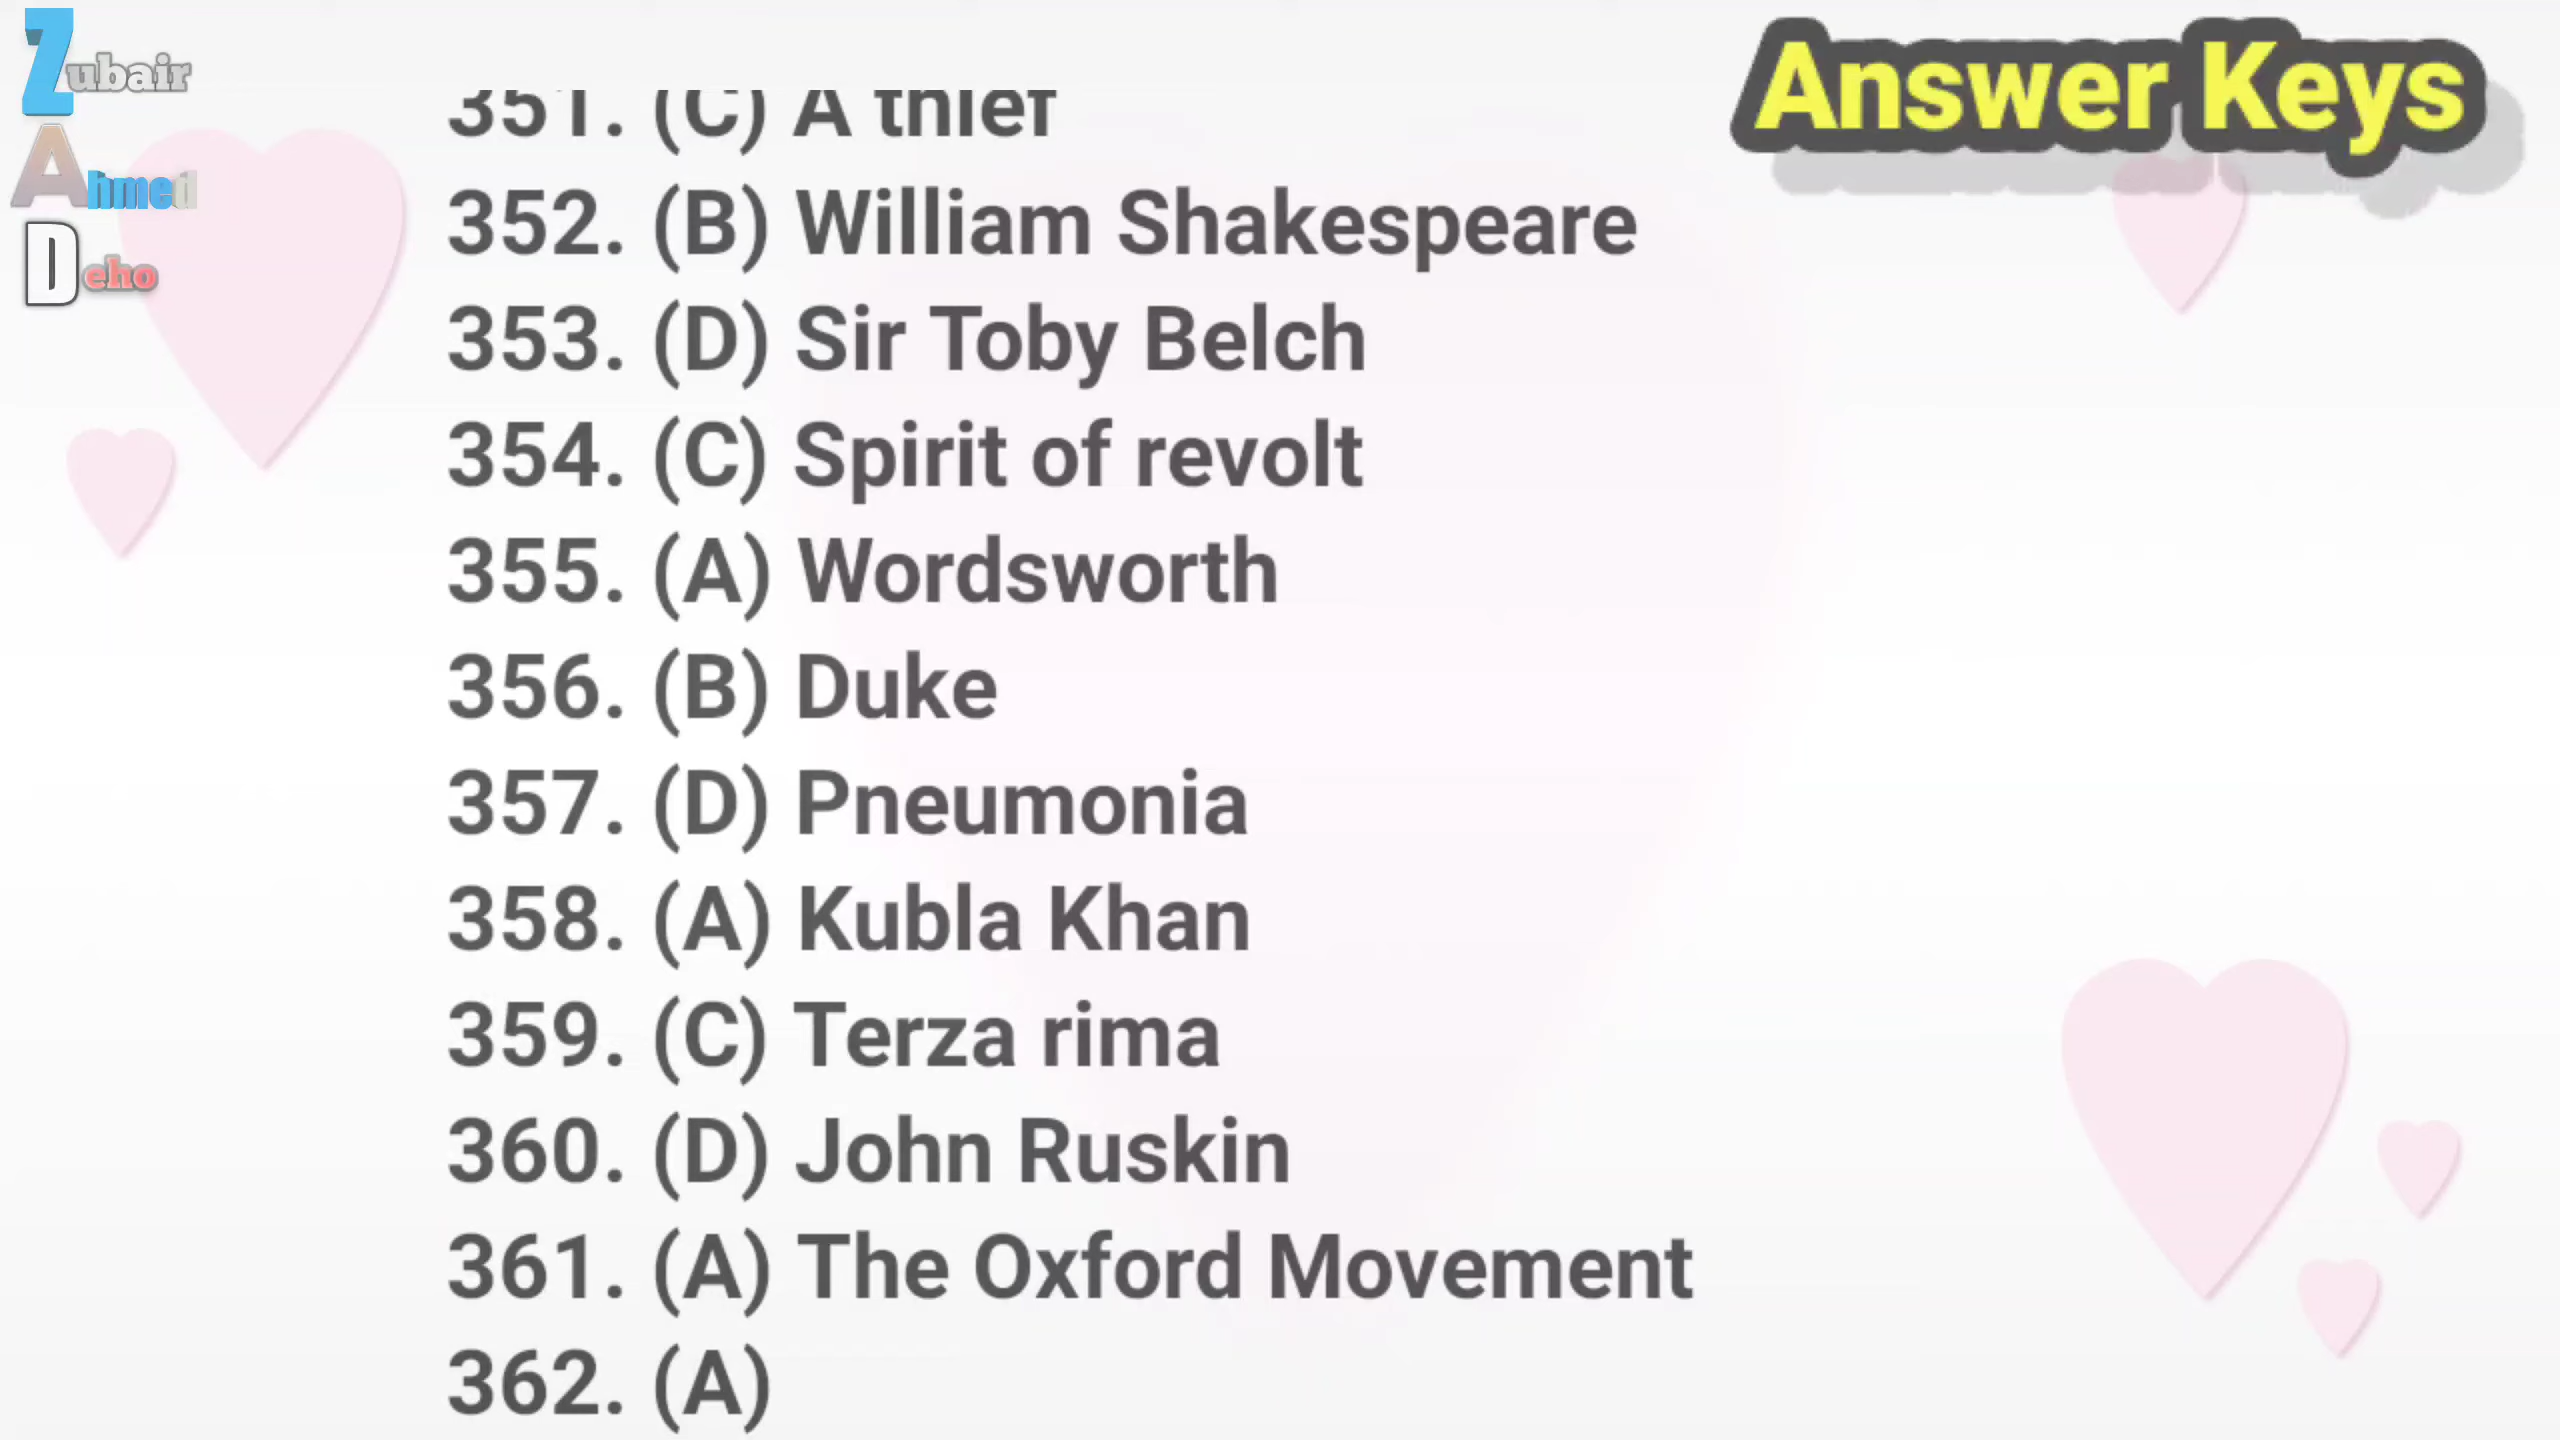 Zubair
Ahmed
Deho
Answer Keys
351. (C) A thief
352. (B) William Shakespeare
353. (D) Sir Toby Belch
354. (C) Spirit of revolt
355. (A) Wordsworth
356. (B) Duke
357. (D) Pneumonia
358. (A) Kubla Khan
359. (C) Terza rima
360. (D) John Ruskin
361. (A) The Oxford Movement
362. (A)